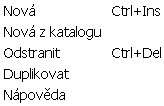 Nová Ctrl+Ins
Nová z katalogu
Odstranit Ctrl+Del
Duplikovat
Nápověda